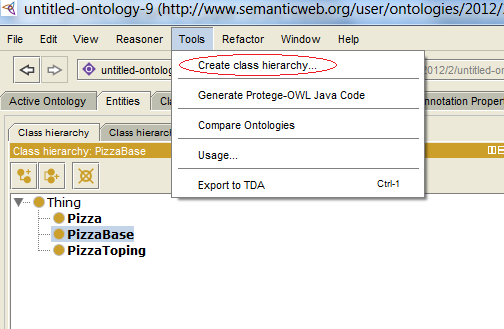 untitled-ontology-9 (http://www.semanticweb.org/user/ontologies/2012/2
File Edit View Reasoner Tools Refactor Window Help
untitled-ontolog 2012/2/untitled-on
Active Ontology Entities Cl nnotation Propert
Class hierarchy Class hierarch
Class hierarchy: PizzaBase
Thing
Pizza
PizzaBase
PizzaToping
Create class hierarchy...
Generate Protege-OWL Java Code
Compare Ontologies
Usage...
Export to TDA Ctrl-1